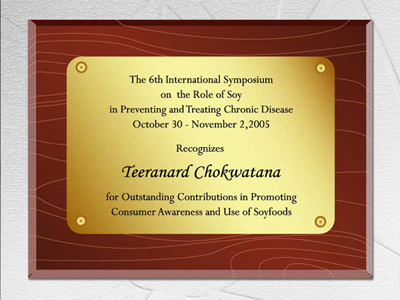 The 6th International Symposium
on the Role of Soy
in Preventing and Treating Chronic Disease
October 30 - November 2,2005
Recognizes
Teeranard Chokwatana
for Outstanding Contributions in Promoting
Consumer Awareness and Use of Soyfoods